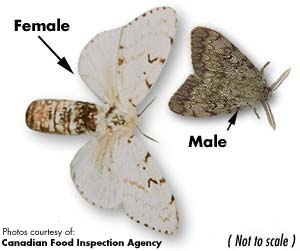 Female
Male
Photos courtesy of:
Canadian Food Inspection Agency
( Not to scale )